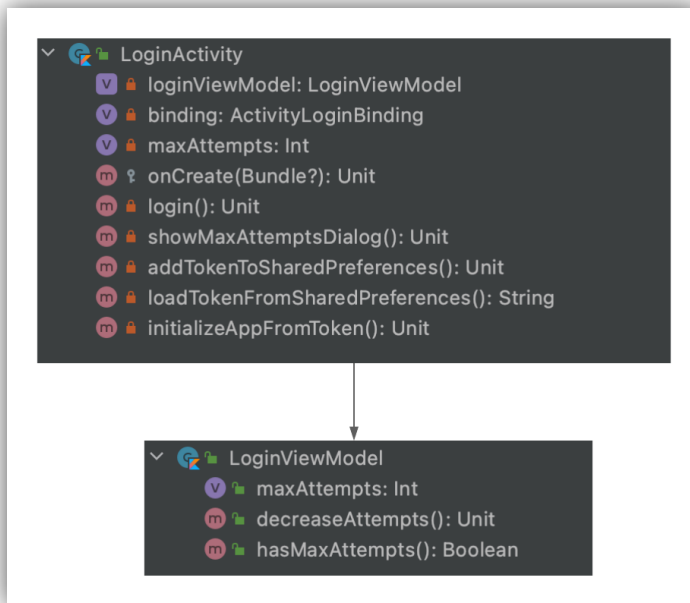 LoginActivity
loginViewModel: LoginViewModel
binding: ActivityLoginBinding
maxAttempts: Int
onCreate(Bundle?): Unit
login(): Unit
showMaxAttemptsDialog(): Unit
addTokenToSharedPreferences(): Unit
loadTokenFromSharedPreferences(): String
initializeAppFromToken(): Unit
LoginViewModel
maxAttempts: Int
decreaseAttempts(): Unit
hasMaxAttempts(): Boolean